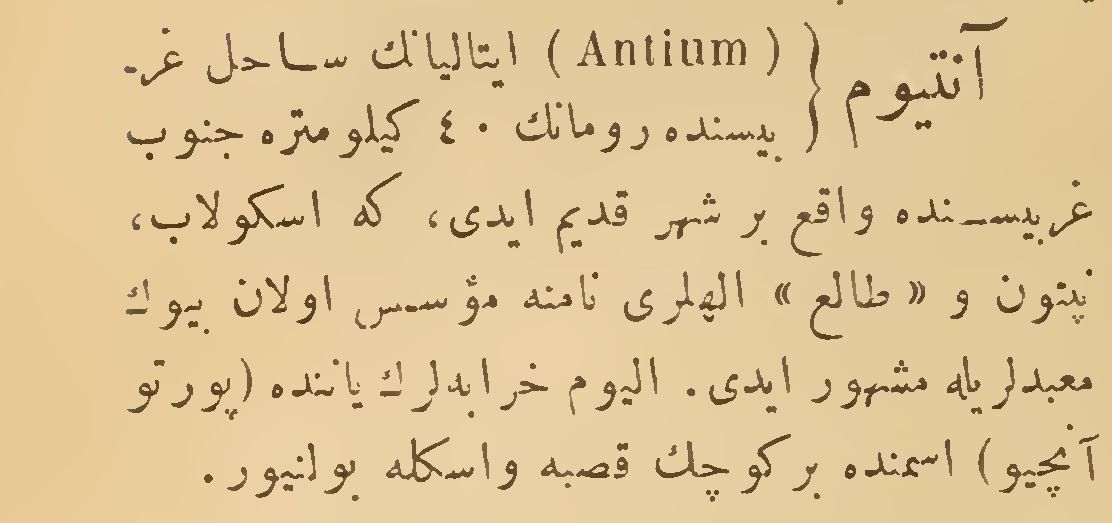 آنتیوم { ( Antium ) ایتالیانك ساحل غر-
بیسنده رومانك ٤٠ كیلومتره جنوب
غربیسنده واقع بر شهر قدیم ایدی، كه اسكولاب،
نپتون و « طالع » الهلری نامنه مؤسس اولان بیوك
معبدلریله مشهور ایدی. الیوم خرابه‌لرك یاننده (پورتو
آنچیو) اسمنده بر كوچك قصبه واسكله بولنیور.